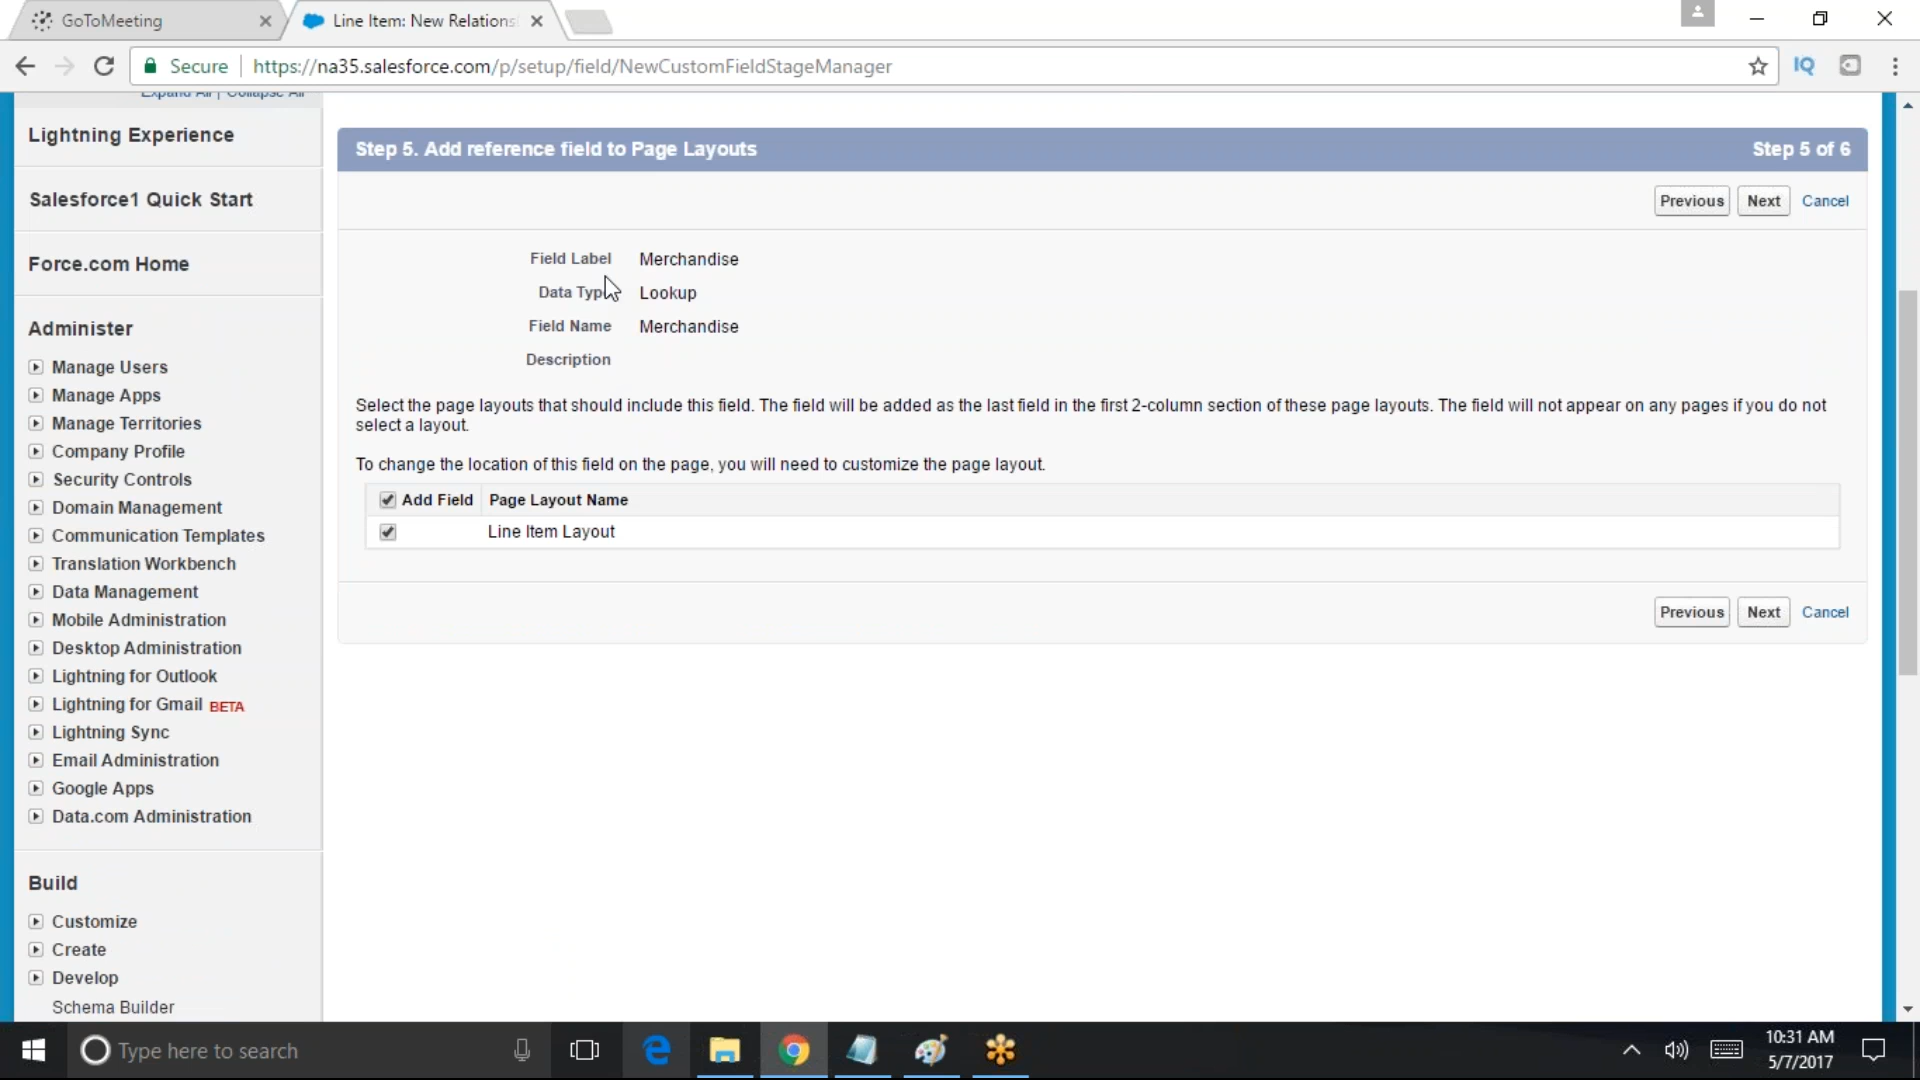 GoToMeeting
Line Item: New Relations
Secure
https://na35.salesforce.com/p/setup/field/NewCustomFieldStageManager
IQ
Expand All | Collapse All
Lightning Experience
Salesforce1 Quick Start
Force.com Home
Administer
Manage Users
Manage Apps
Manage Territories
Company Profile
Security Controls
Domain Management
Communication Templates
Translation Workbench
Data Management
Mobile Administration
Desktop Administration
Lightning for Outlook
Lightning for Gmail BETA
Lightning Sync
Email Administration
Google Apps
Data.com Administration
Build
Customize
Create
Develop
Schema Builder
Step 5. Add reference field to Page Layouts
Step 5 of 6
Previous Next Cancel
Field Label Merchandise
Data Type Lookup
Field Name Merchandise
Description
Select the page layouts that should include this field. The field will be added as the last field in the first 2-column section of these page layouts. The field will not appear on any pages if you do not
select a layout.
To change the location of this field on the page, you will need to customize the page layout.
Add Field Page Layout Name
Line Item Layout
Previous Next Cancel
Type here to search
10:31 AM
5/7/2017